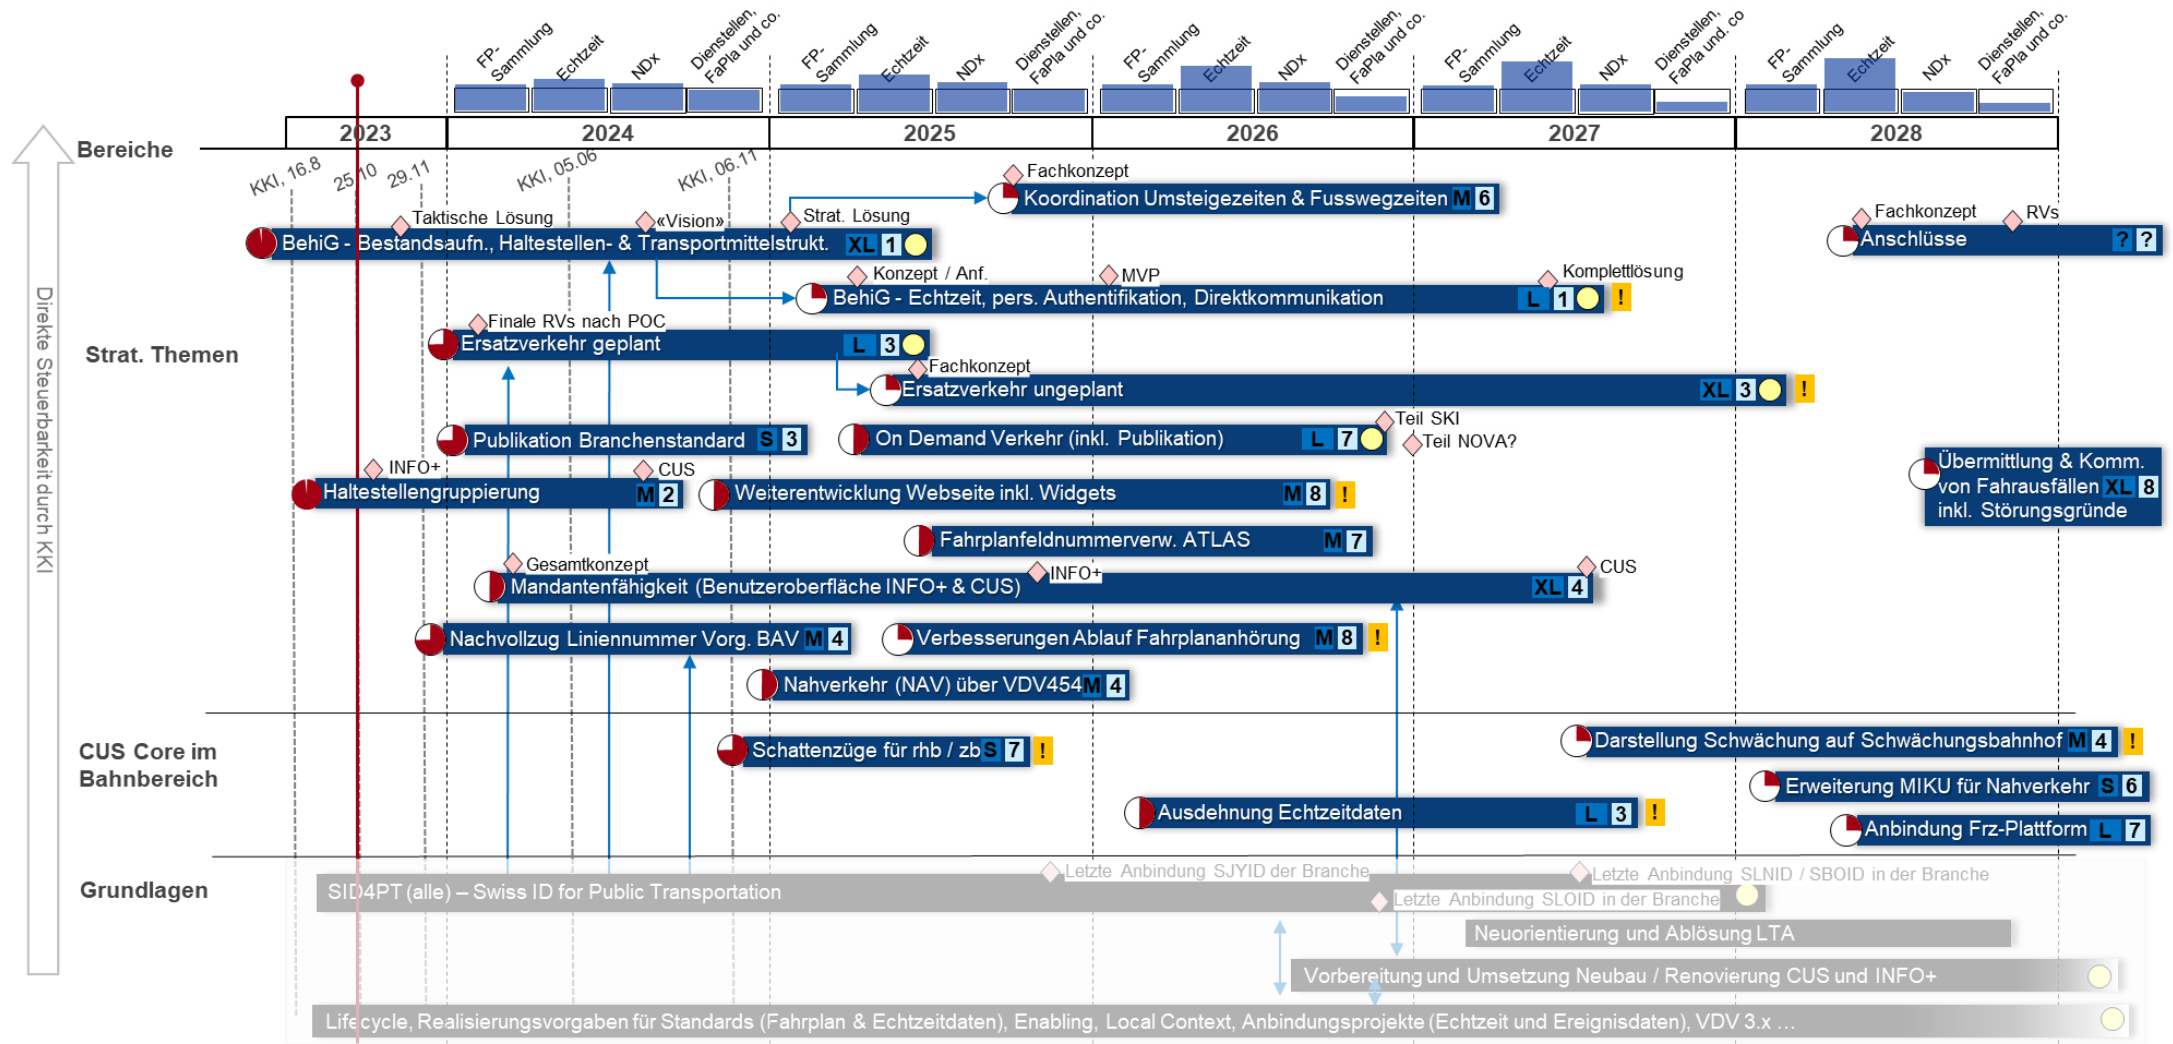 FP-
Sammlung
Echtzeit
NDx
Dienstellen,
FaPla und co.
FP-
Sammlung
Echtzeit
NDx
Dienstellen,
FaPla und co.
FP-
Sammlung
Echtzeit
NDx
Dienstellen,
FaPla und co.
FP-
Sammlung
Echtzeit
NDx
Dienstellen,
FaPla und. co
FP-
Sammlung
Echtzeit
NDx
Dienstellen,
FaPla und co.
2023 2024 2025 2026 2027 2028
Bereiche
KKI, 16.8
25.10
29.11
KKI, 05.06
KKI, 06.11
Direkte Steuerbarkeit durch KKI
Strat. Themen
Fachkonzept
Koordination Umsteigezeiten & Fusswegzeiten M 6
Taktische Lösung
«Vision»
Strat. Lösung
BehiG - Bestandsaufn., Haltestellen- & Transportmittelstrukt. XL 1
Fachkonzept
RVs
Anschlüsse ? ?
Konzept / Anf.
MVP
Komplettlösung
BehiG - Echtzeit, pers. Authentifikation, Direktkommunikation L 1 !
Finale RVs nach POC
Ersatzverkehr geplant L 3
Fachkonzept
Ersatzverkehr ungeplant XL 3 !
Publikation Branchenstandard S 3
On Demand Verkehr (inkl. Publikation) L 7
Teil SKI
Teil NOVA?
INFO+
CUS
Haltestellengruppierung M 2
Weiterentwicklung Webseite inkl. Widgets M 8 !
Übermittlung & Komm.
von Fahrausfällen XL 8
inkl. Störungsgründe
Fahrplanfeldnummerverw. ATLAS M 7
Gesamtkonzept
INFO+
CUS
Mandantenfähigkeit (Benutzeroberfläche INFO+ & CUS) XL 4
Nachvollzug Liniennummer Vorg. BAV M 4
Verbesserungen Ablauf Fahrplananhörung M 8 !
Nahverkehr (NAV) über VDV454 M 4
CUS Core im
Bahnbereich
Schattenzüge für rhb / zb S 7 !
Darstellung Schwächung auf Schwächungsbahnhof M 4 !
Erweiterung MIKU für Nahverkehr S 6
Ausdehnung Echtzeitdaten L 3 !
Anbindung Frz-Plattform L 7
Grundlagen
Letzte Anbindung SJYID der Branche
Letzte Anbindung SLNID / SBOID in der Branche
SID4PT (alle) – Swiss ID for Public Transportation
Letzte Anbindung SLOID in der Branche
Neuorientierung und Ablösung LTA
Vorbereitung und Umsetzung Neubau / Renovierung CUS und INFO+
Lifecycle, Realisierungsvorgaben für Standards (Fahrplan & Echtzeitdaten), Enabling, Local Context, Anbindungsprojekte (Echtzeit und Ereignisdaten), VDV 3.x …